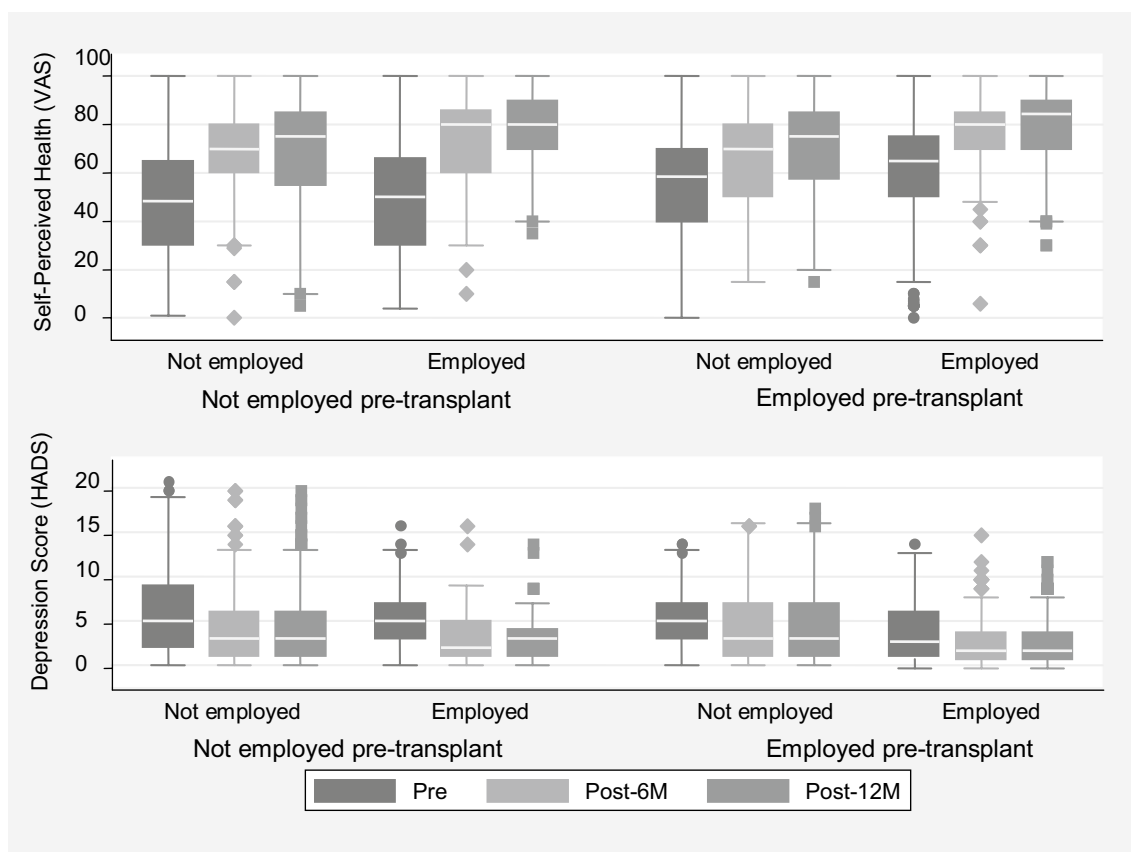 Self-Perceived Health (VAS)
100
80
60
40
20
0
Not employed Employed Not employed Employed
Not employed pre-transplant Employed pre-transplant
Depression Score (HADS)
20
15
10
5
0
Not employed Employed Not employed Employed
Not employed pre-transplant Employed pre-transplant
Pre Post-6M Post-12M